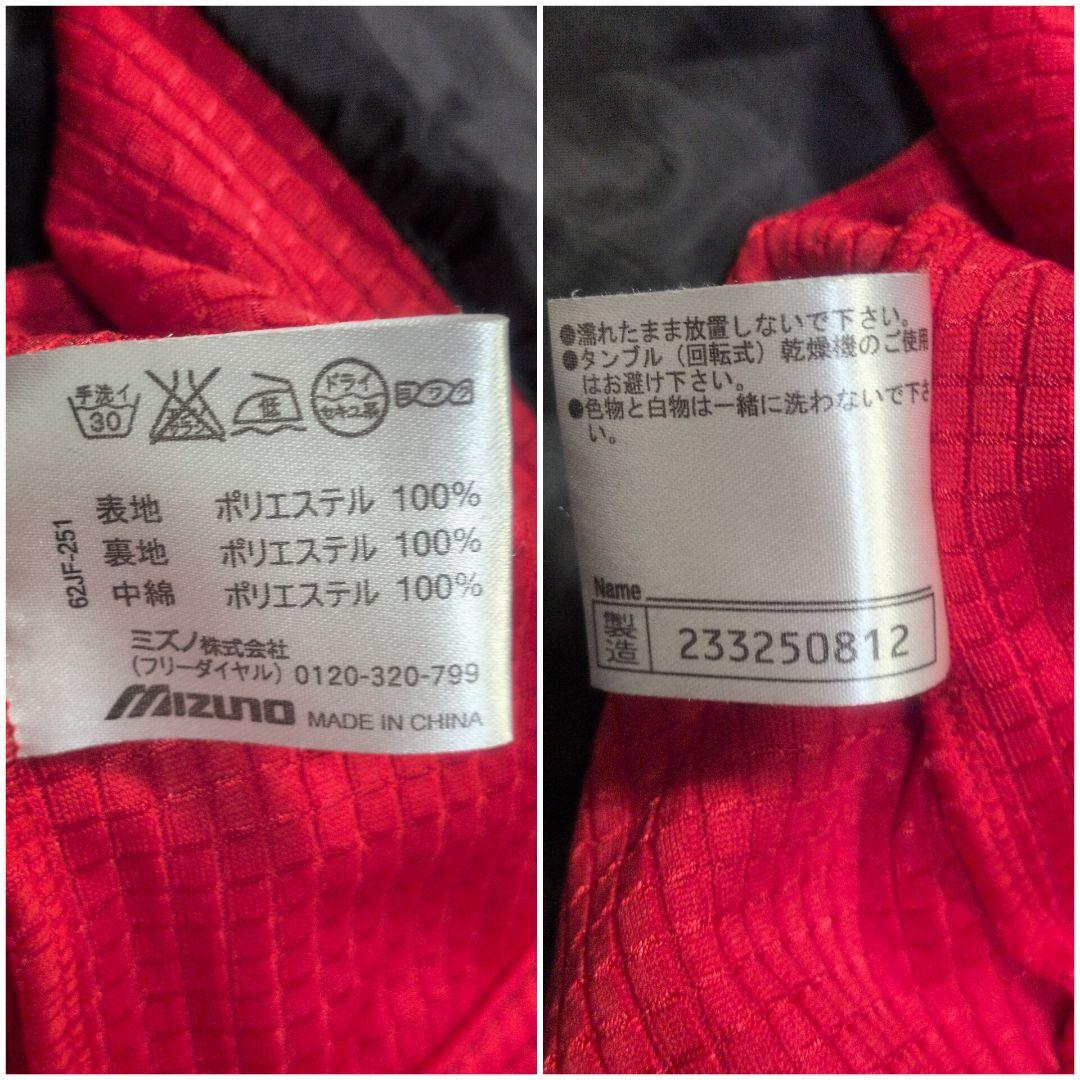 手洗イ
30
エンソ
サラシ
低
ドライ
セキユ系
62JF-251
表地 ポリエステル 100%
裏地 ポリエステル 100%
中綿 ポリエステル 100%
ミズノ株式会社
(フリーダイヤル) 0120-320-799
MIZUNO MADE IN CHINA
●濡れたまま放置しないで下さい。
●タンブル(回転式)乾燥機のご使用
はお避け下さい。
●色物と白物は一緒に洗わないで下さ
い。
Name
製造 233250812